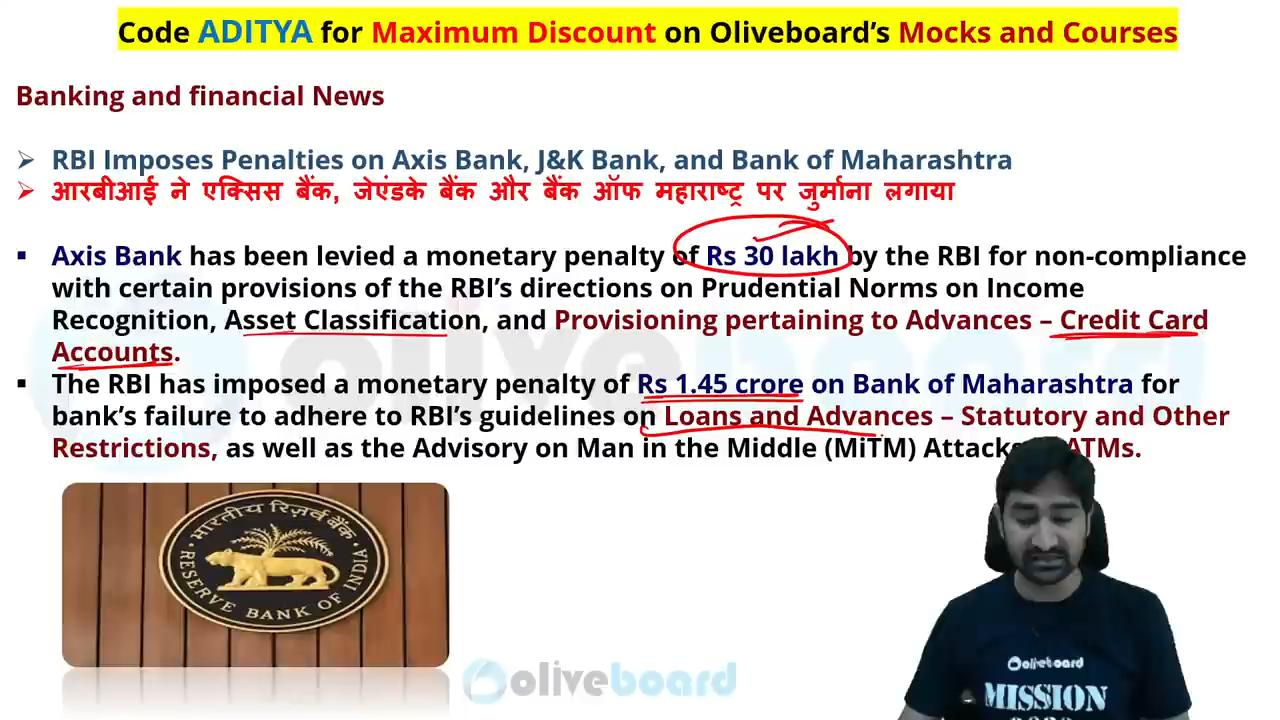 Code ADITYA for Maximum Discount on Oliveboard’s Mocks and Courses
Banking and financial News
RBI Imposes Penalties on Axis Bank, J&K Bank, and Bank of Maharashtra
आरबीआई ने एक्सिस बैंक, जेएंडके बैंक और बैंक ऑफ महाराष्ट्र पर जुर्माना लगाया
Axis Bank has been levied a monetary penalty of Rs 30 lakh by the RBI for non-compliance
with certain provisions of the RBI’s directions on Prudential Norms on Income
Recognition, Asset Classification, and Provisioning pertaining to Advances – Credit Card
Accounts.
The RBI has imposed a monetary penalty of Rs 1.45 crore on Bank of Maharashtra for
bank’s failure to adhere to RBI’s guidelines on Loans and Advances – Statutory and Other
Restrictions, as well as the Advisory on Man in the Middle (MiTM) Attacks ATMs.
भारतीय रिज़र्व बैंक
RESERVE BANK OF INDIA
oliveboard
oliveboard
MISSION
oliveboard